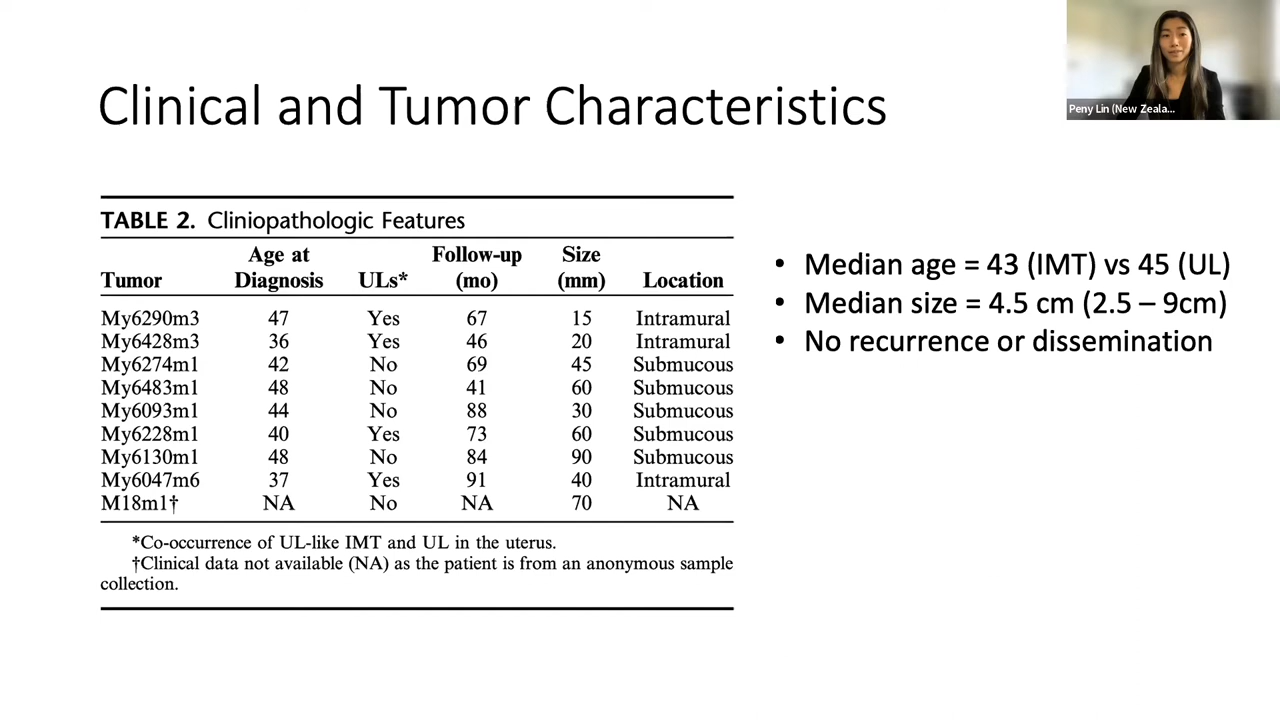 Peny Lin (New Zeala...
Clinical and Tumor Characteristics
TABLE 2. Cliniopathologic Features
Tumor Age at Diagnosis ULs* Follow-up (mo) Size (mm) Location
My6290m3 47 Yes 67 15 Intramural
My6428m3 36 Yes 46 20 Intramural
My6274m1 42 No 69 45 Submucous
My6483m1 48 No 41 60 Submucous
My6093m1 44 No 88 30 Submucous
My6228m1 40 Yes 73 60 Submucous
My6130m1 48 No 84 90 Submucous
My6047m6 37 Yes 91 40 Intramural
M18m1† NA No NA 70 NA
*Co-occurrence of UL-like IMT and UL in the uterus.
†Clinical data not available (NA) as the patient is from an anonymous sample
collection.
• Median age = 43 (IMT) vs 45 (UL)
• Median size = 4.5 cm (2.5 – 9cm)
• No recurrence or dissemination